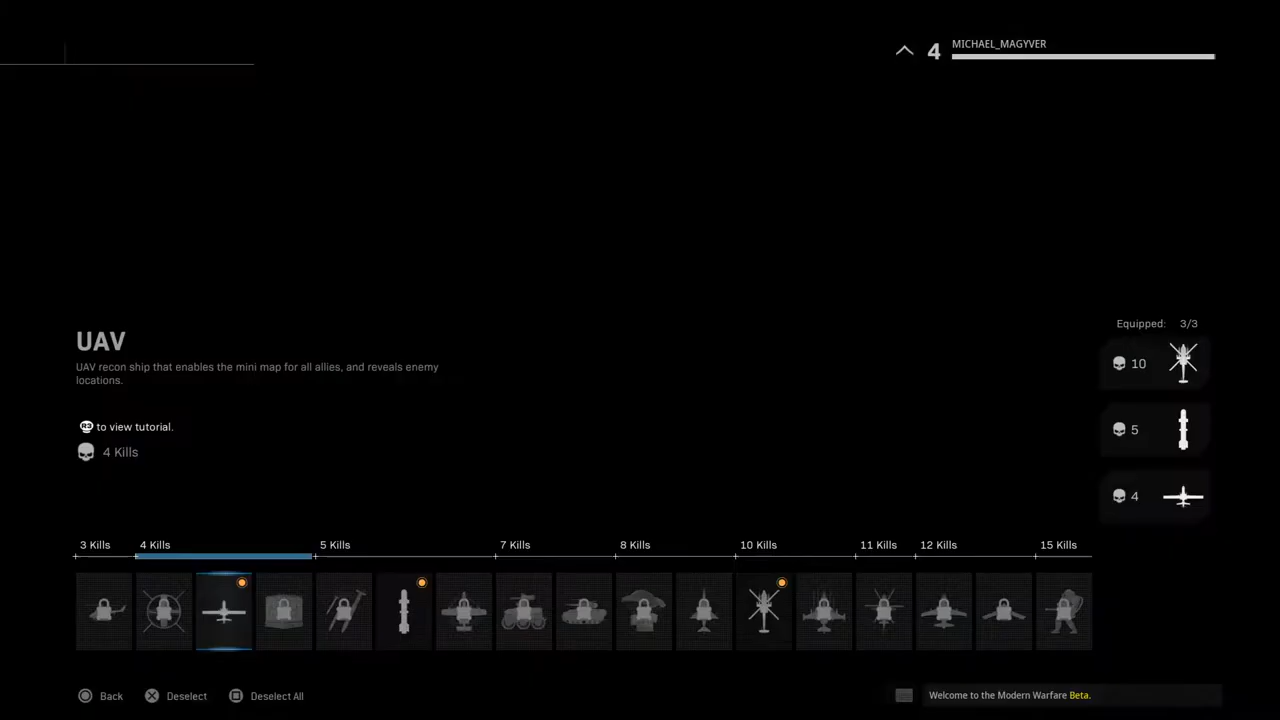 4 MICHAEL_MAGYVER
UAV
UAV recon ship that enables the mini map for all allies, and reveals enemy
locations.
R3 to view tutorial.
4 Kills
Equipped: 3/3
10
5
4
3 Kills 4 Kills 5 Kills 7 Kills 8 Kills 10 Kills 11 Kills 12 Kills 15 Kills
Back Deselect Deselect All
Welcome to the Modern Warfare Beta.